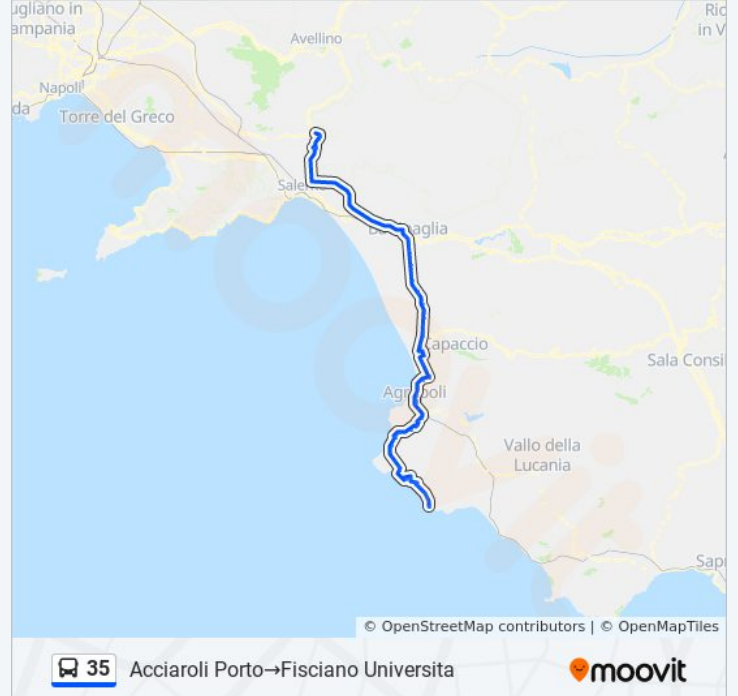 ugliano in
ampania
Avellino
Ric
in V
Napoli
da
Torre del Greco
Salerno
Battipaglia
Capaccio
Sala Consi
Agropoli
Vallo della
Lucania
Sapr
© OpenStreetMap contributors | © OpenMapTiles
35
Acciaroli Porto→Fisciano Universita
moovit